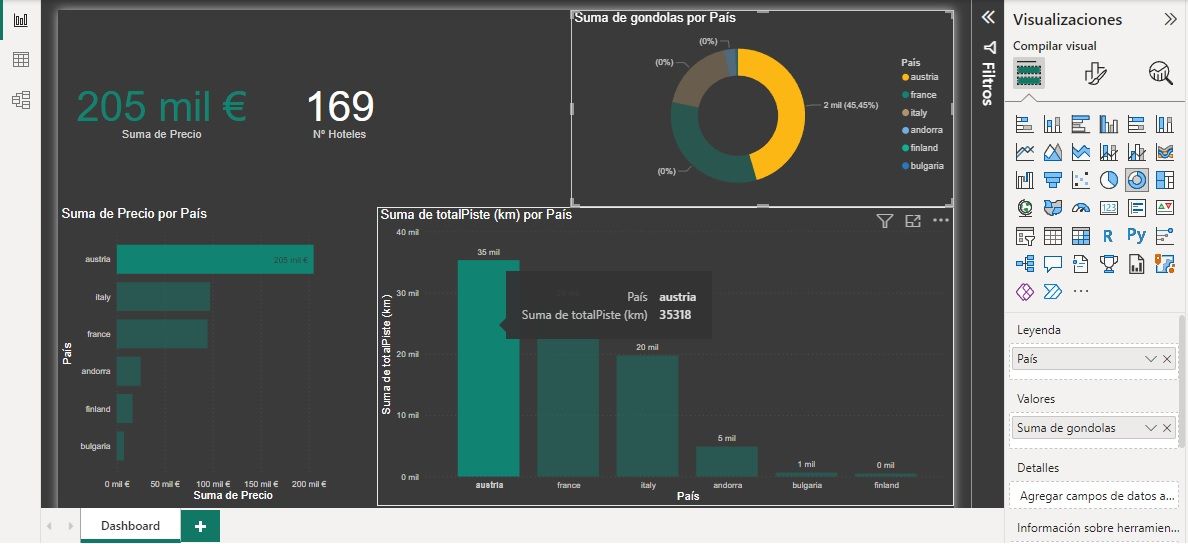 Suma de gondolas por País
(0%)
(0%)
(0%)
2 mil (45,45%)
País
austria
france
italy
andorra
finland
bulgaria
205 mil €
Suma de Precio
169
Nº Hoteles
Suma de Precio por País
País
austria
205 mil €
italy
france
andorra
finland
bulgaria
0 mil €
50 mil €
100 mil €
150 mil €
200 mil €
Suma de Precio
Suma de totalPiste (km) por País
Suma de totalPiste (km)
40 mil
30 mil
20 mil
10 mil
0 mil
35 mil
País austria
Suma de totalPiste (km) 35318
20 mil
5 mil
1 mil
0 mil
austria
france
italy
andorra
bulgaria
finland
País
Dashboard
+
Filtros
Visualizaciones
Compilar visual
123
R
Py
...
Leyenda
País
Valores
Suma de gondolas
Detalles
Agregar campos de datos a...
Información sobre herramien...